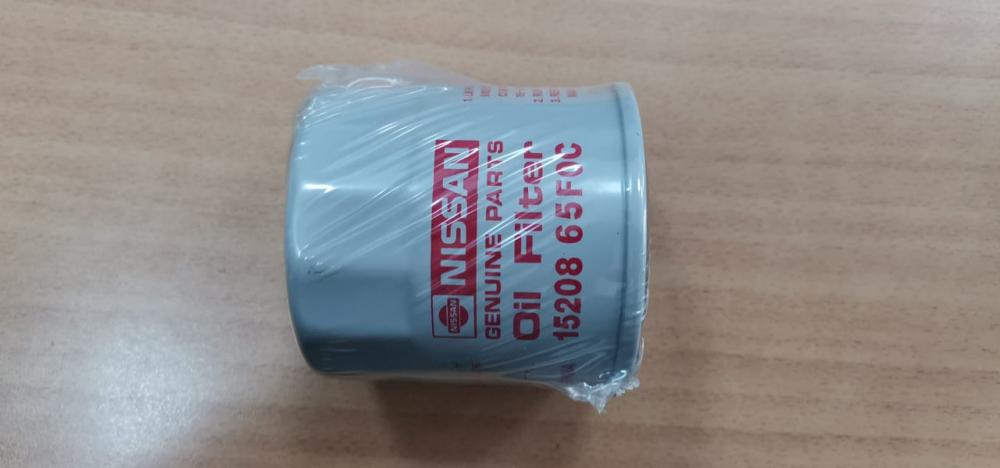 NISSAN
NISSAN
GENUINE PARTS
Oil Filter
15208 65F0C